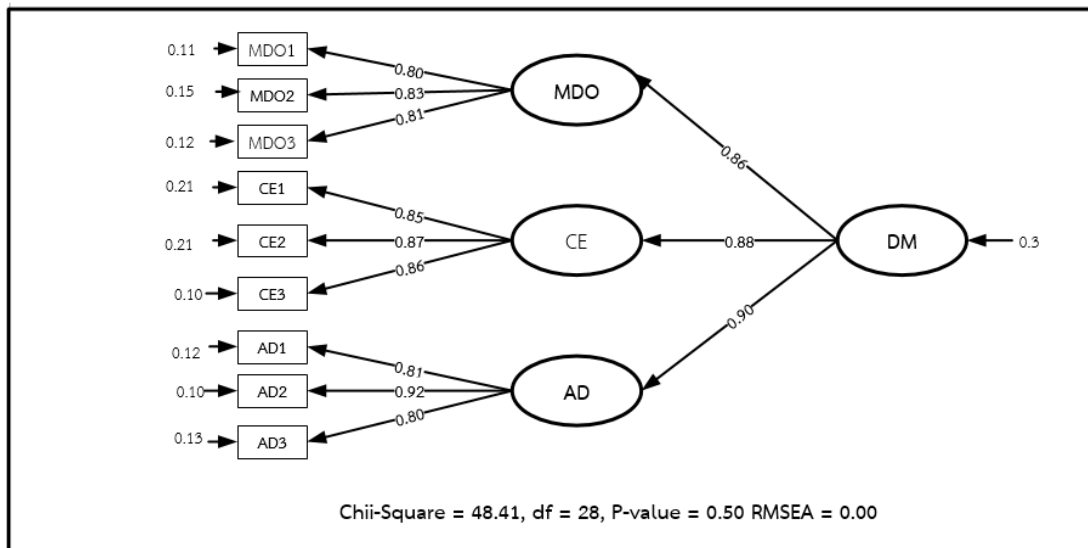 0.11 MDO1
0.80
MDO
0.15 MDO2
0.83
0.81
0.12 MDO3
0.86
0.21 CE1
0.85
0.21 CE2
0.87
CE
0.88
DM
0.3
0.86
0.10 CE3
0.90
0.12 AD1
0.81
0.10 AD2
0.92
AD
0.80
0.13 AD3
Chii-Square = 48.41, df = 28, P-value = 0.50 RMSEA = 0.00